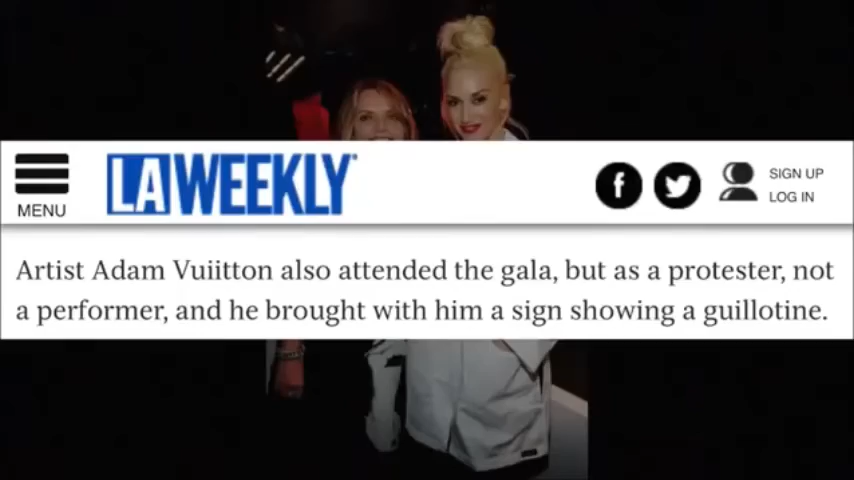 MENU
LA WEEKLY
SIGN UP
LOG IN
Artist Adam Vuiitton also attended the gala, but as a protester, not
a performer, and he brought with him a sign showing a guillotine.